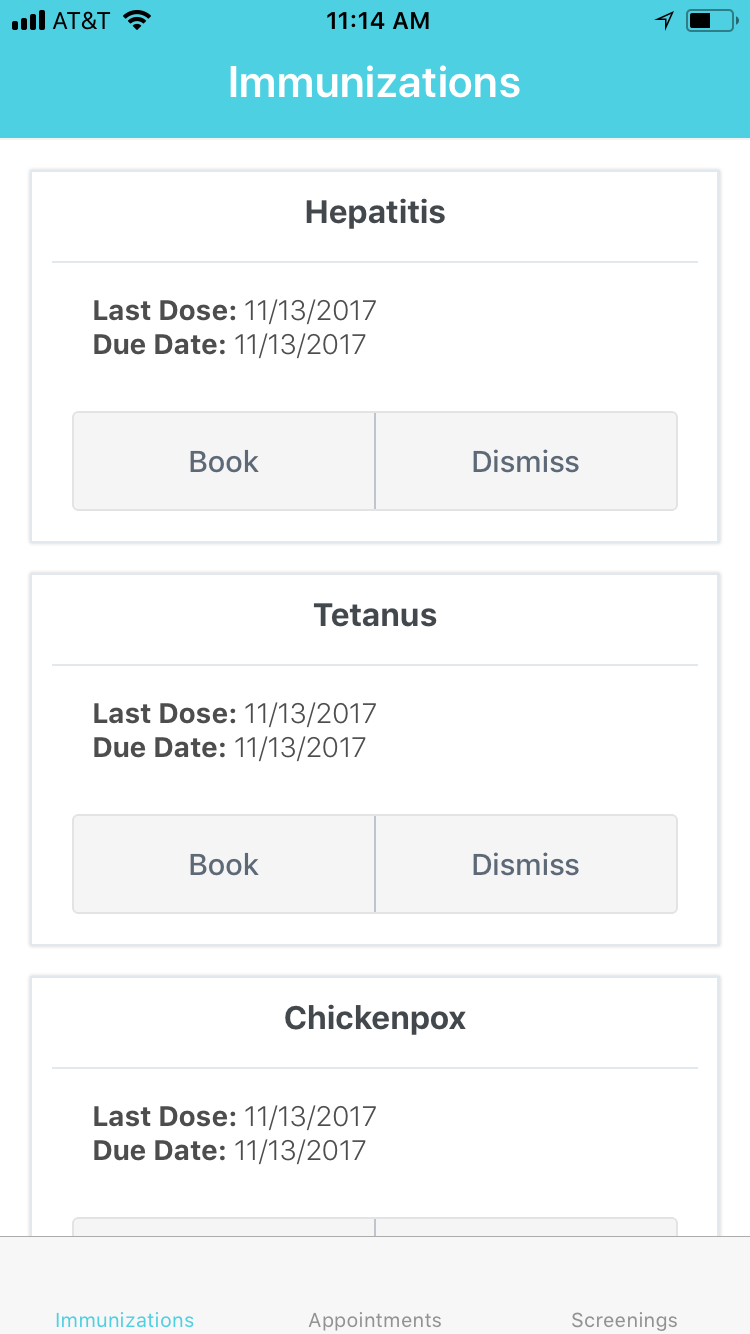 AT&T 11:14 AM
Immunizations
Hepatitis
Last Dose: 11/13/2017
Due Date: 11/13/2017
Book Dismiss
Tetanus
Last Dose: 11/13/2017
Due Date: 11/13/2017
Book Dismiss
Chickenpox
Last Dose: 11/13/2017
Due Date: 11/13/2017
Immunizations Appointments Screenings